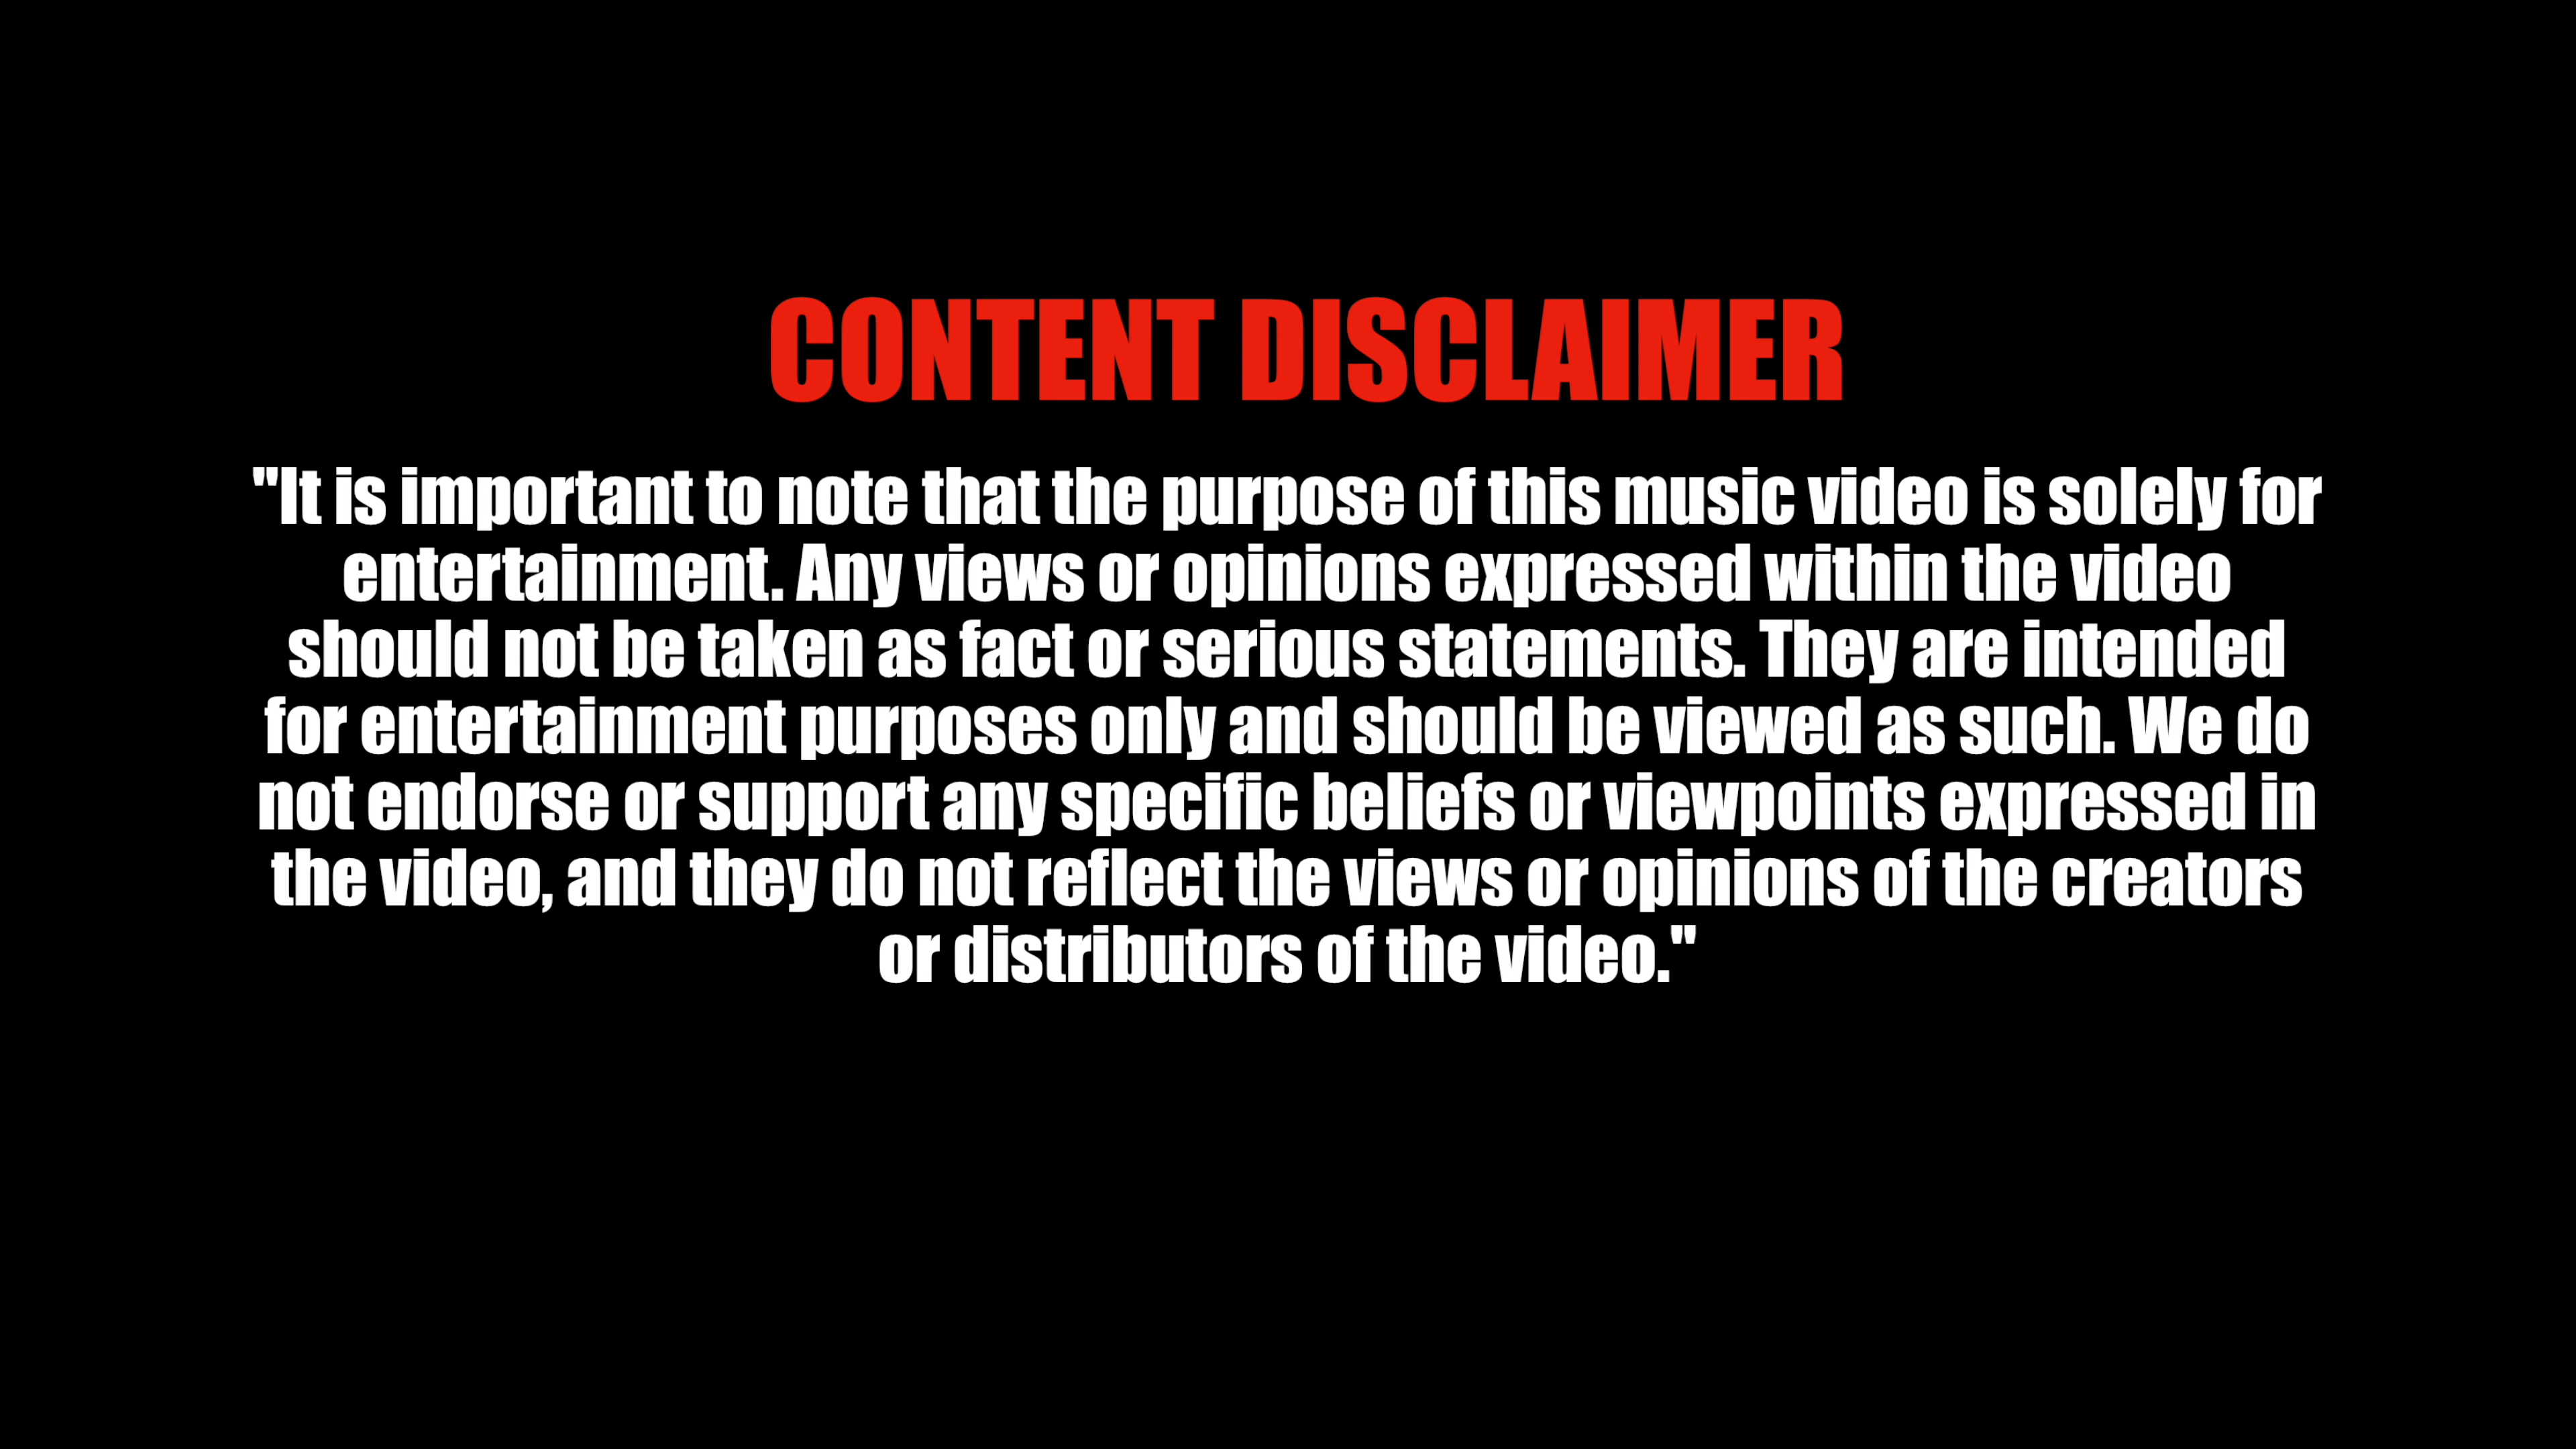 CONTENT DISCLAIMER
"It is important to note that the purpose of this music video is solely for
entertainment. Any views or opinions expressed within the video
should not be taken as fact or serious statements. They are intended
for entertainment purposes only and should be viewed as such. We do
not endorse or support any specific beliefs or viewpoints expressed in
the video, and they do not reflect the views or opinions of the creators
or distributors of the video."